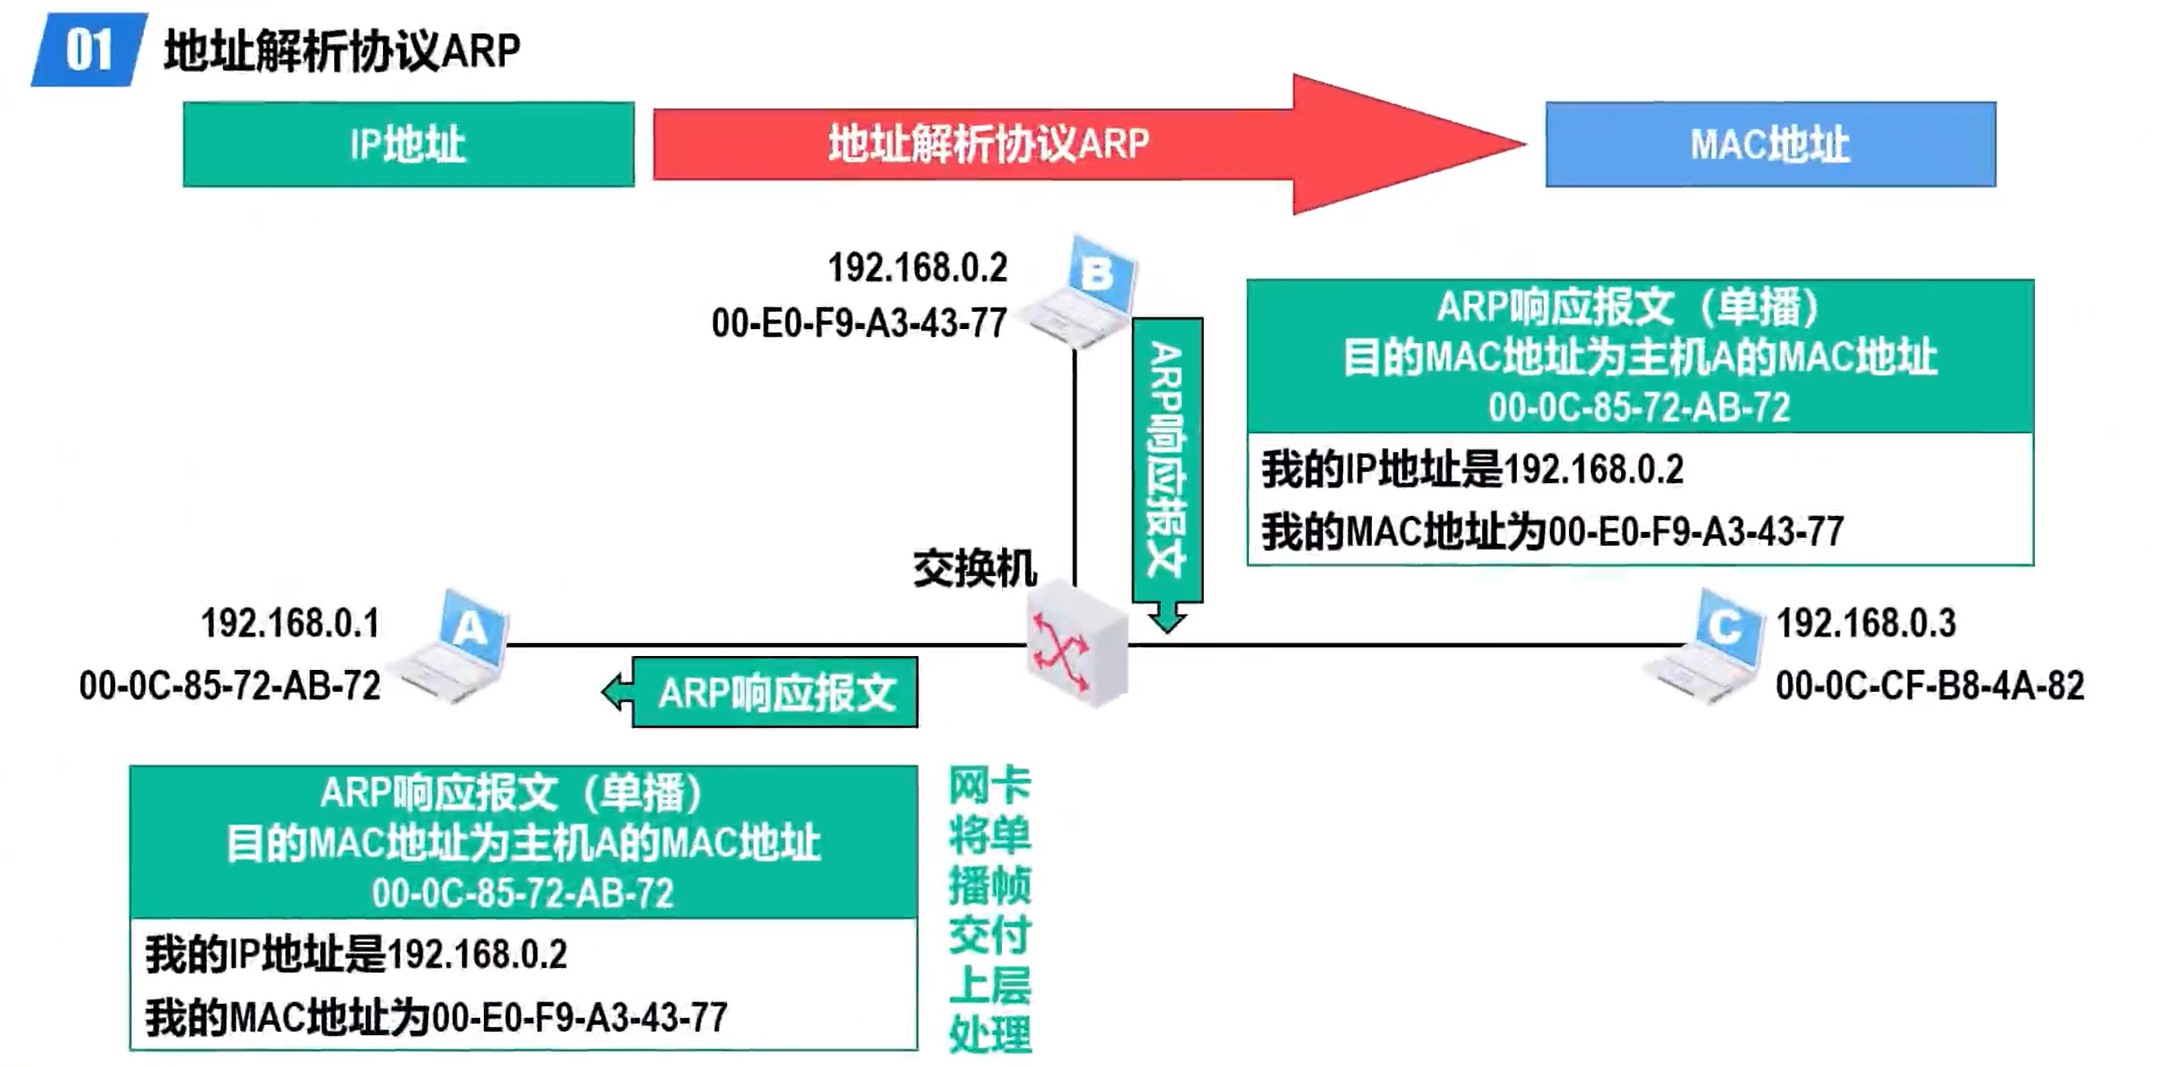 01 地址解析协议ARP
IP地址
地址解析协议ARP
MAC地址
192.168.0.2
00-E0-F9-A3-43-77
B
ARP响应报文
ARP响应报文（单播）
目的MAC地址为主机A的MAC地址
00-0C-85-72-AB-72
我的IP地址是192.168.0.2
我的MAC地址为00-E0-F9-A3-43-77
交换机
192.168.0.1
00-0C-85-72-AB-72
A
ARP响应报文
C
192.168.0.3
00-0C-CF-B8-4A-82
ARP响应报文（单播）
目的MAC地址为主机A的MAC地址
00-0C-85-72-AB-72
我的IP地址是192.168.0.2
我的MAC地址为00-E0-F9-A3-43-77
网卡
将单
播帧
交付
上层
处理